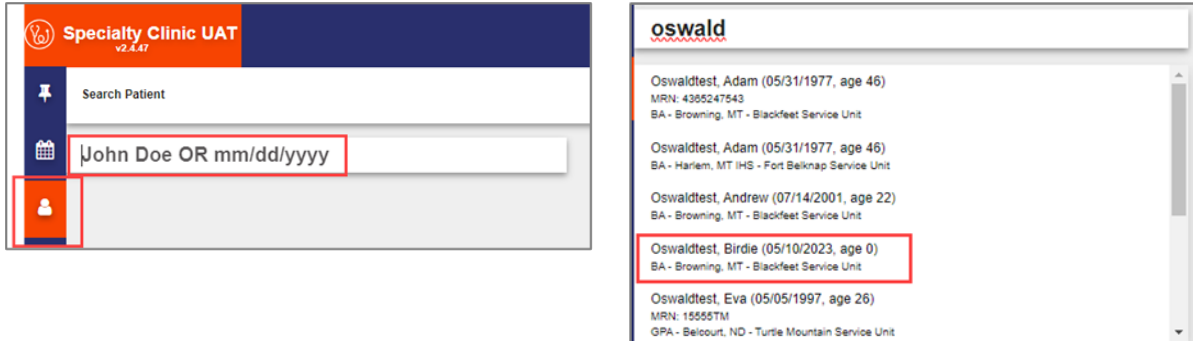 Specialty Clinic UAT
v2.4.47
Search Patient
John Doe OR mm/dd/yyyy
oswald
Oswaldtest, Adam (05/31/1977, age 46)
MRN: 4365247543
BA - Browning, MT - Blackfeet Service Unit
Oswaldtest, Adam (05/31/1977, age 46)
BA - Harlem, MT IHS - Fort Belknap Service Unit
Oswaldtest, Andrew (07/14/2001, age 22)
BA - Browning, MT - Blackfeet Service Unit
Oswaldtest, Birdie (05/10/2023, age 0)
BA - Browning, MT - Blackfeet Service Unit
Oswaldtest, Eva (05/05/1997, age 26)
MRN: 15555TM
GPA - Belcourt, ND - Turtle Mountain Service Unit